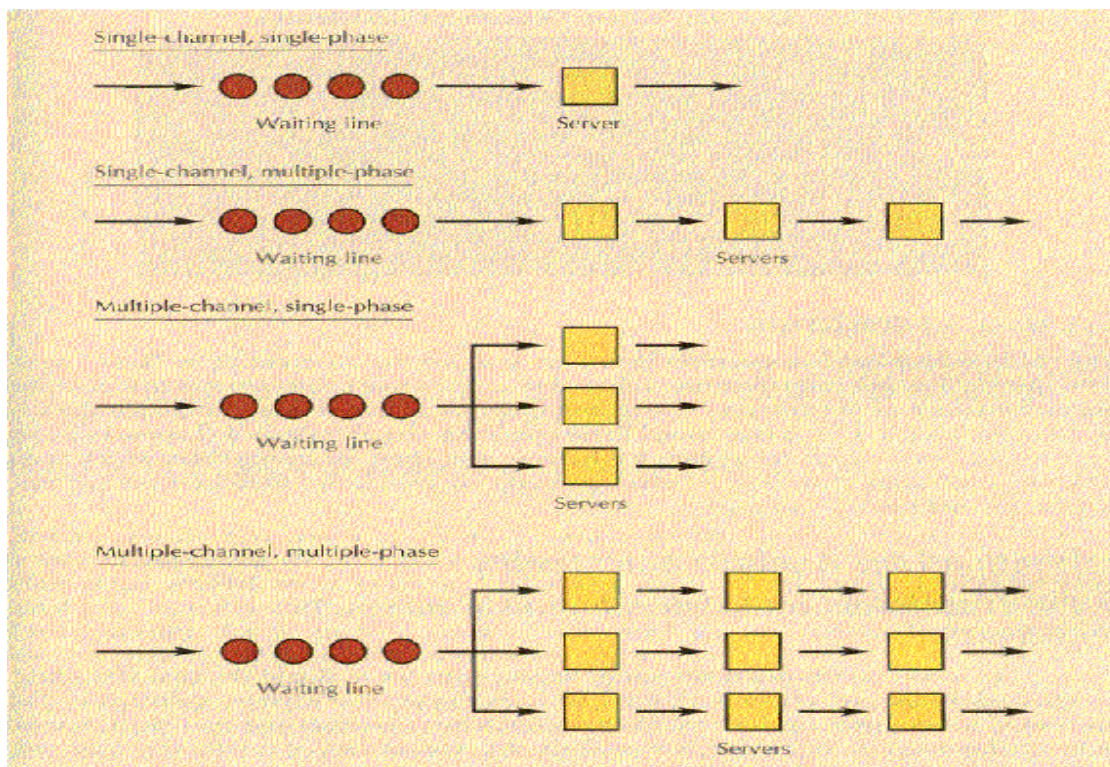 Single-channel, single-phase
Waiting line
Server
Single-channel, multiple-phase
Waiting line
Servers
Multiple-channel, single-phase
Waiting line
Servers
Multiple-channel, multiple-phase
Waiting line
Servers